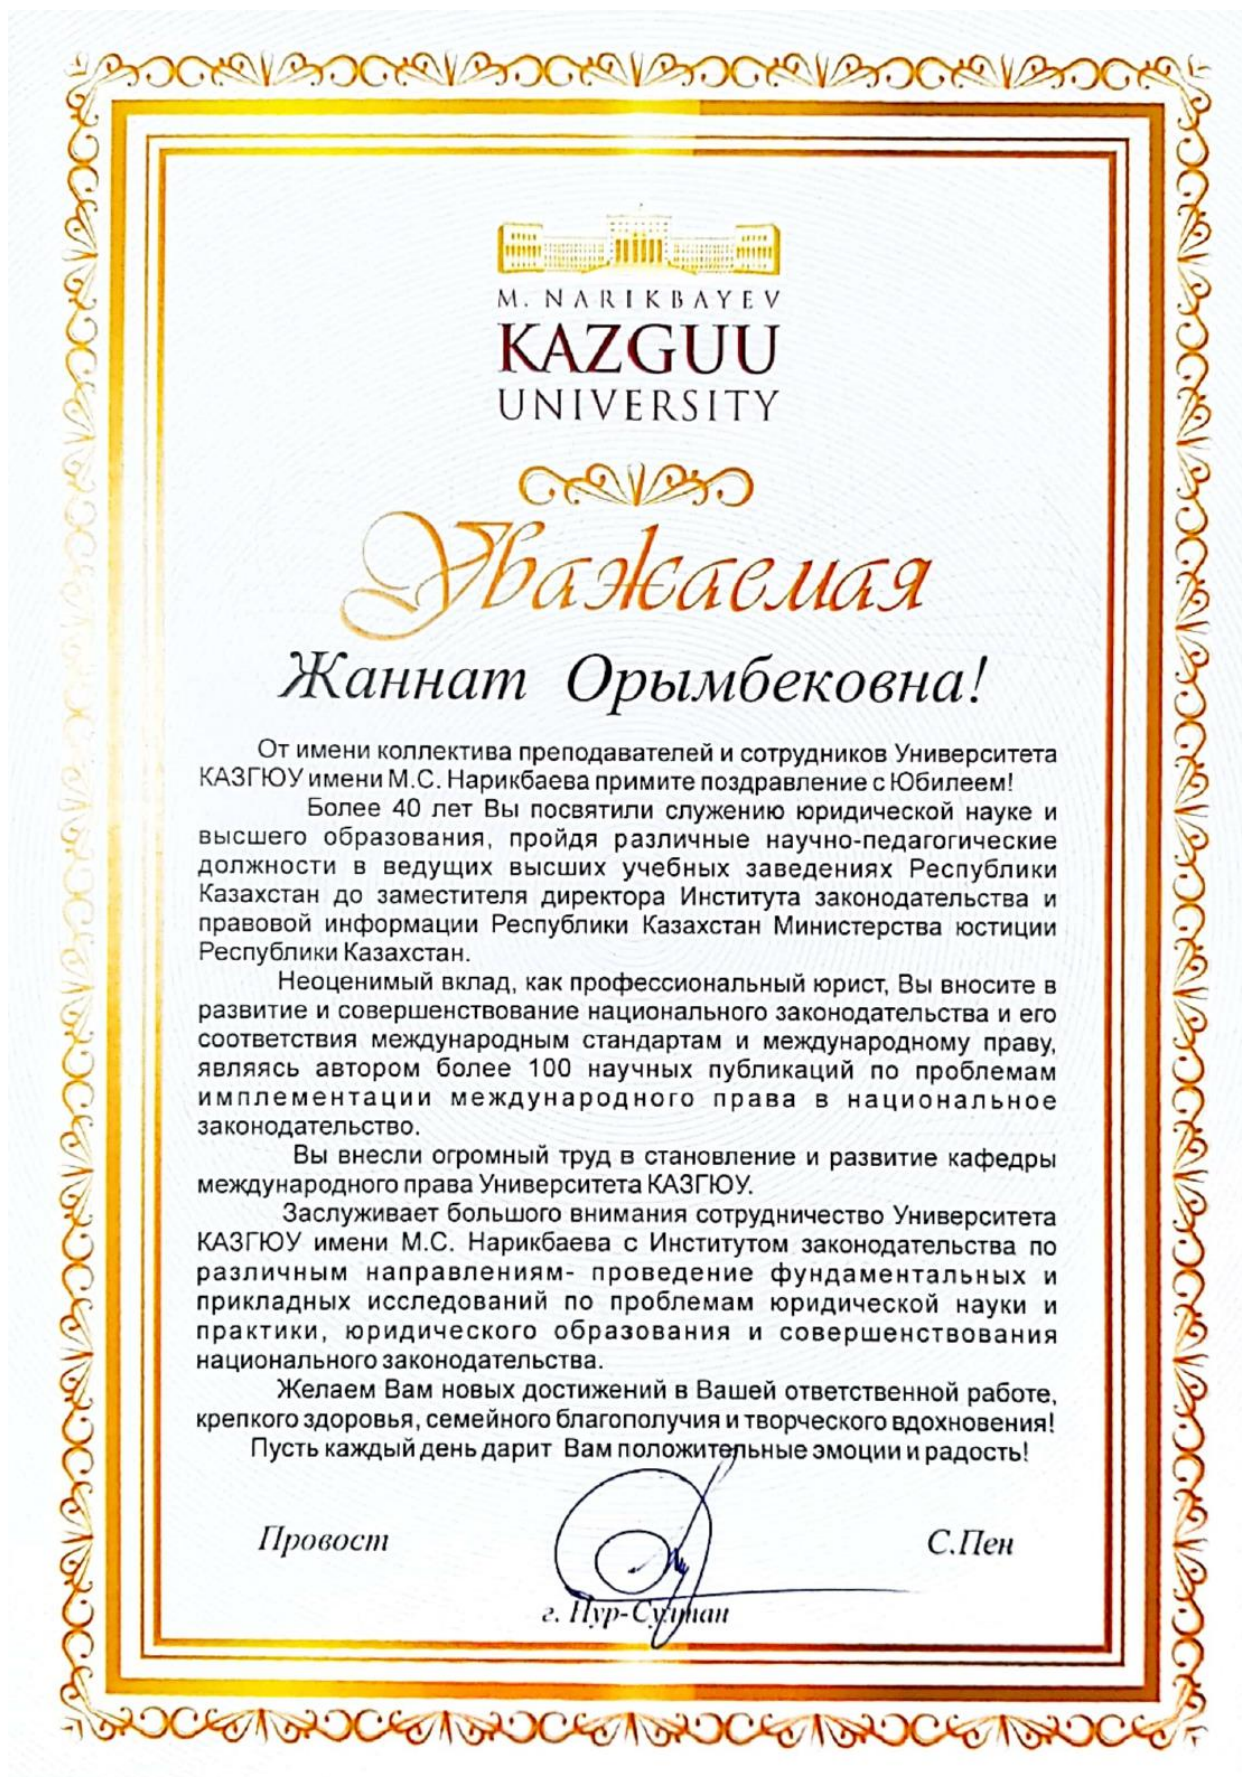 M. NARIKBAYEV
KAZGUU
UNIVERSITY
Уважаемая
Жаннат Орымбековна!
От имени коллектива преподавателей и сотрудников Университета
КАЗГЮУ имени М.С. Нарикбаева примите поздравление с Юбилеем!
Более 40 лет Вы посвятили служению юридической науке и
высшего образования, пройдя различные научно-педагогические
должности в ведущих высших учебных заведениях Республики
Казахстан до заместителя директора Института законодательства и
правовой информации Республики Казахстан Министерства юстиции
Республики Казахстан.
Неоценимый вклад, как профессиональный юрист, Вы вносите в
развитие и совершенствование национального законодательства и его
соответствия международным стандартам и международному праву,
являясь автором более 100 научных публикаций по проблемам
имплементации международного права в национальное
законодательство.
Вы внесли огромный труд в становление и развитие кафедры
международного права Университета КАЗГЮУ.
Заслуживает большого внимания сотрудничество Университета
КАЗГЮУ имени М.С. Нарикбаева с Институтом законодательства по
различным направлениям- проведение фундаментальных и
прикладных исследований по проблемам юридической науки и
практики, юридического образования и совершенствования
национального законодательства.
Желаем Вам новых достижений в Вашей ответственной работе,
крепкого здоровья, семейного благополучия и творческого вдохновения!
Пусть каждый день дарит Вам положительные эмоции и радость!
Провост
С.Пен
г. Нур-Султан